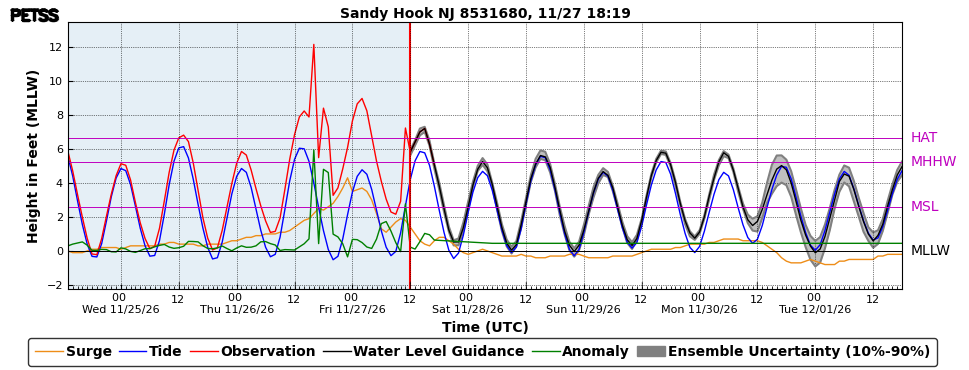 PETSS
Sandy Hook NJ 8531680, 11/27 18:19
Height in Feet (MLLW)
12
10
8
6
4
2
0
−2
HAT
MHHW
MSL
MLLW
00 12 00 12 00 12 00 12 00 12 00 12 00 12
Wed 11/25/26 Thu 11/26/26 Fri 11/27/26 Sat 11/28/26 Sun 11/29/26 Mon 11/30/26 Tue 12/01/26
Time (UTC)
Surge Tide Observation Water Level Guidance Anomaly Ensemble Uncertainty (10%-90%)